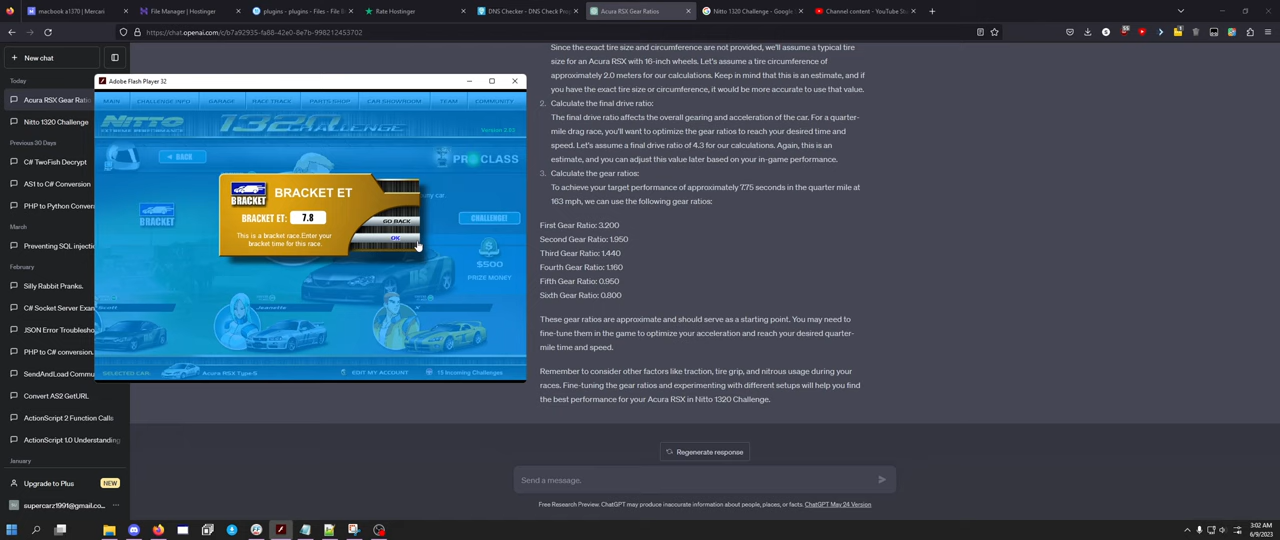 macbook a1370 | Mercari
File Manager | Hostinger
plugins - plugins - Files - File B
Rate Hostinger
DNS Checker - DNS Check Prop
Acura RSX Gear Ratios
Nitto 1320 Challenge - Google
Channel content - YouTube Stu
https://chat.openai.com/c/b7a92935-fa88-42e0-8e7b-998212453702
New chat
Today
Acura RSX Gear Ratio
Nitto 1320 Challenge
Previous 30 Days
C# TwoFish Decrypt
AS1 to C# Conversion
PHP to Python Convers
March
Preventing SQL injectio
February
Silly Rabbit Pranks.
C# Socket Server Exam
JSON Error Troublesho
PHP to C# conversion.
SendAndLoad Commu
Convert AS2 GetURL
ActionScript 2 Function Calls
ActionScript 1.0 Understanding
January
Upgrade to Plus
NEW
supercarz1991@gmail.co...
Adobe Flash Player 32
MAIN
CHALLENGE INFO
GARAGE
RACE TRACK
PARTS SHOP
CAR SHOWROOM
TEAM
COMMUNITY
NITTO
1320 CHALLENGE
Version 2.93
BACK
PRO CLASS
BRACKET
BRACKET ET
BRACKET ET: 7.8
This is a bracket race.Enter your
bracket time for this race.
GO BACK
OK
my car.
BRACKET
CHALLENGE!
$500
PRIZE MONEY
Scott
Jeanette
X
SELECTED CAR:
Acura RSX Type-S
EDIT MY ACCOUNT
15 Incoming Challenges
Since the exact tire size and circumference are not provided, we'll assume a typical tire
size for an Acura RSX with 16-inch wheels. Let's assume a tire circumference of
approximately 2.0 meters for our calculations. Keep in mind that this is an estimate, and if
you have the exact tire size or circumference, it would be more accurate to use that value.
2. Calculate the final drive ratio:
The final drive ratio affects the overall gearing and acceleration of the car. For a quarter-
mile drag race, you'll want to optimize the gear ratios to reach your desired time and
speed. Let's assume a final drive ratio of 4.3 for our calculations. Again, this is an
estimate, and you can adjust this value later based on your in-game performance.
3. Calculate the gear ratios:
To achieve your target performance of approximately 7.75 seconds in the quarter mile at
163 mph, we can use the following gear ratios:
First Gear Ratio: 3.200
Second Gear Ratio: 1.950
Third Gear Ratio: 1.440
Fourth Gear Ratio: 1.160
Fifth Gear Ratio: 0.950
Sixth Gear Ratio: 0.800
These gear ratios are approximate and should serve as a starting point. You may need to
fine-tune them in the game to optimize your acceleration and reach your desired quarter-
mile time and speed.
Remember to consider other factors like traction, tire grip, and nitrous usage during your
races. Fine-tuning the gear ratios and experimenting with different setups will help you find
the best performance for your Acura RSX in Nitto 1320 Challenge.
Regenerate response
Send a message.
Free Research Preview. ChatGPT may produce inaccurate information about people, places, or facts. ChatGPT May 24 Version
3:02 AM
6/9/2023